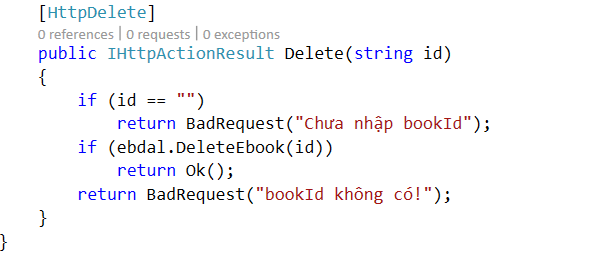 [HttpDelete]
0 references | 0 requests | 0 exceptions
public IHttpActionResult Delete(string id)
{
if (id == "")
return BadRequest("Chưa nhập bookId");
if (ebdal.DeleteEbook(id))
return Ok();
return BadRequest("bookId không có!");
}
}